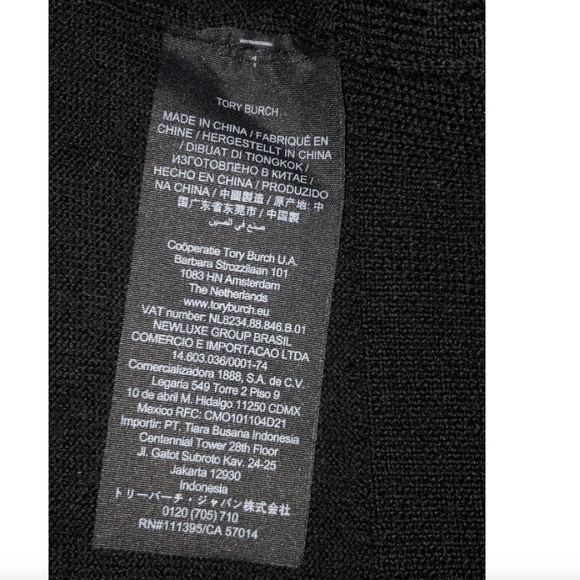 TORY BURCH
MADE IN CHINA / FABRIQUÉ EN
CHINE / HERGESTELLT IN CHINA
/ DIBUAT DI TIONGKOK /
ИЗГОТОВЛЕНО В КИТАЕ /
HECHO EN CHINA / PRODUZIDO
NA CHINA / 中國製造 / 原产地: 中
国广东省东莞市 / 中国製
صنع في الصين
Coöperatie Tory Burch U.A.
Barbara Strozzilaan 101
1083 HN Amsterdam
The Netherlands
www.toryburch.com
VAT number: NL8234.88.846.B.01
NEWLUXE GROUP BRASIL
COMERCIO E IMPORTACAO LTDA
14.603.036/0001-74
Comercializadora 1888, S.A. de C.V.
Legaria 549 Torre 2 Piso 9
10 de abril M. Hidalgo 11250 CDMX
Mexico RFC: CMO101104D21
Importir: PT. Tiara Busana Indonesia
Centennial Tower 28th Floor
Jl. Gatot Subroto Kav. 24-25
Jakarta 12930
Indonesia
トリーバーチ・ジャパン株式会社
0120 (705) 710
RN#111395/CA 57014